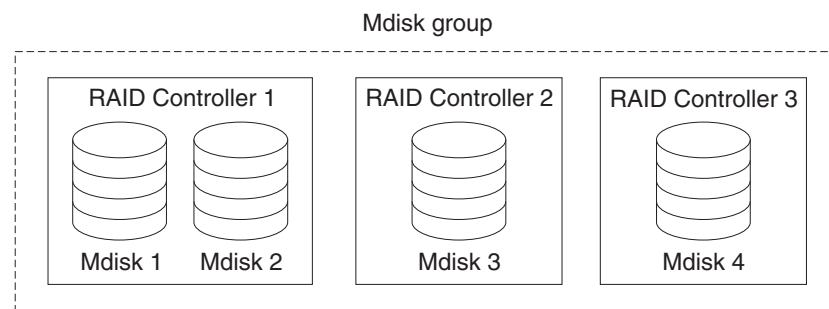 Mdisk group
RAID Controller 1
Mdisk 1
Mdisk 2
RAID Controller 2
Mdisk 3
RAID Controller 3
Mdisk 4